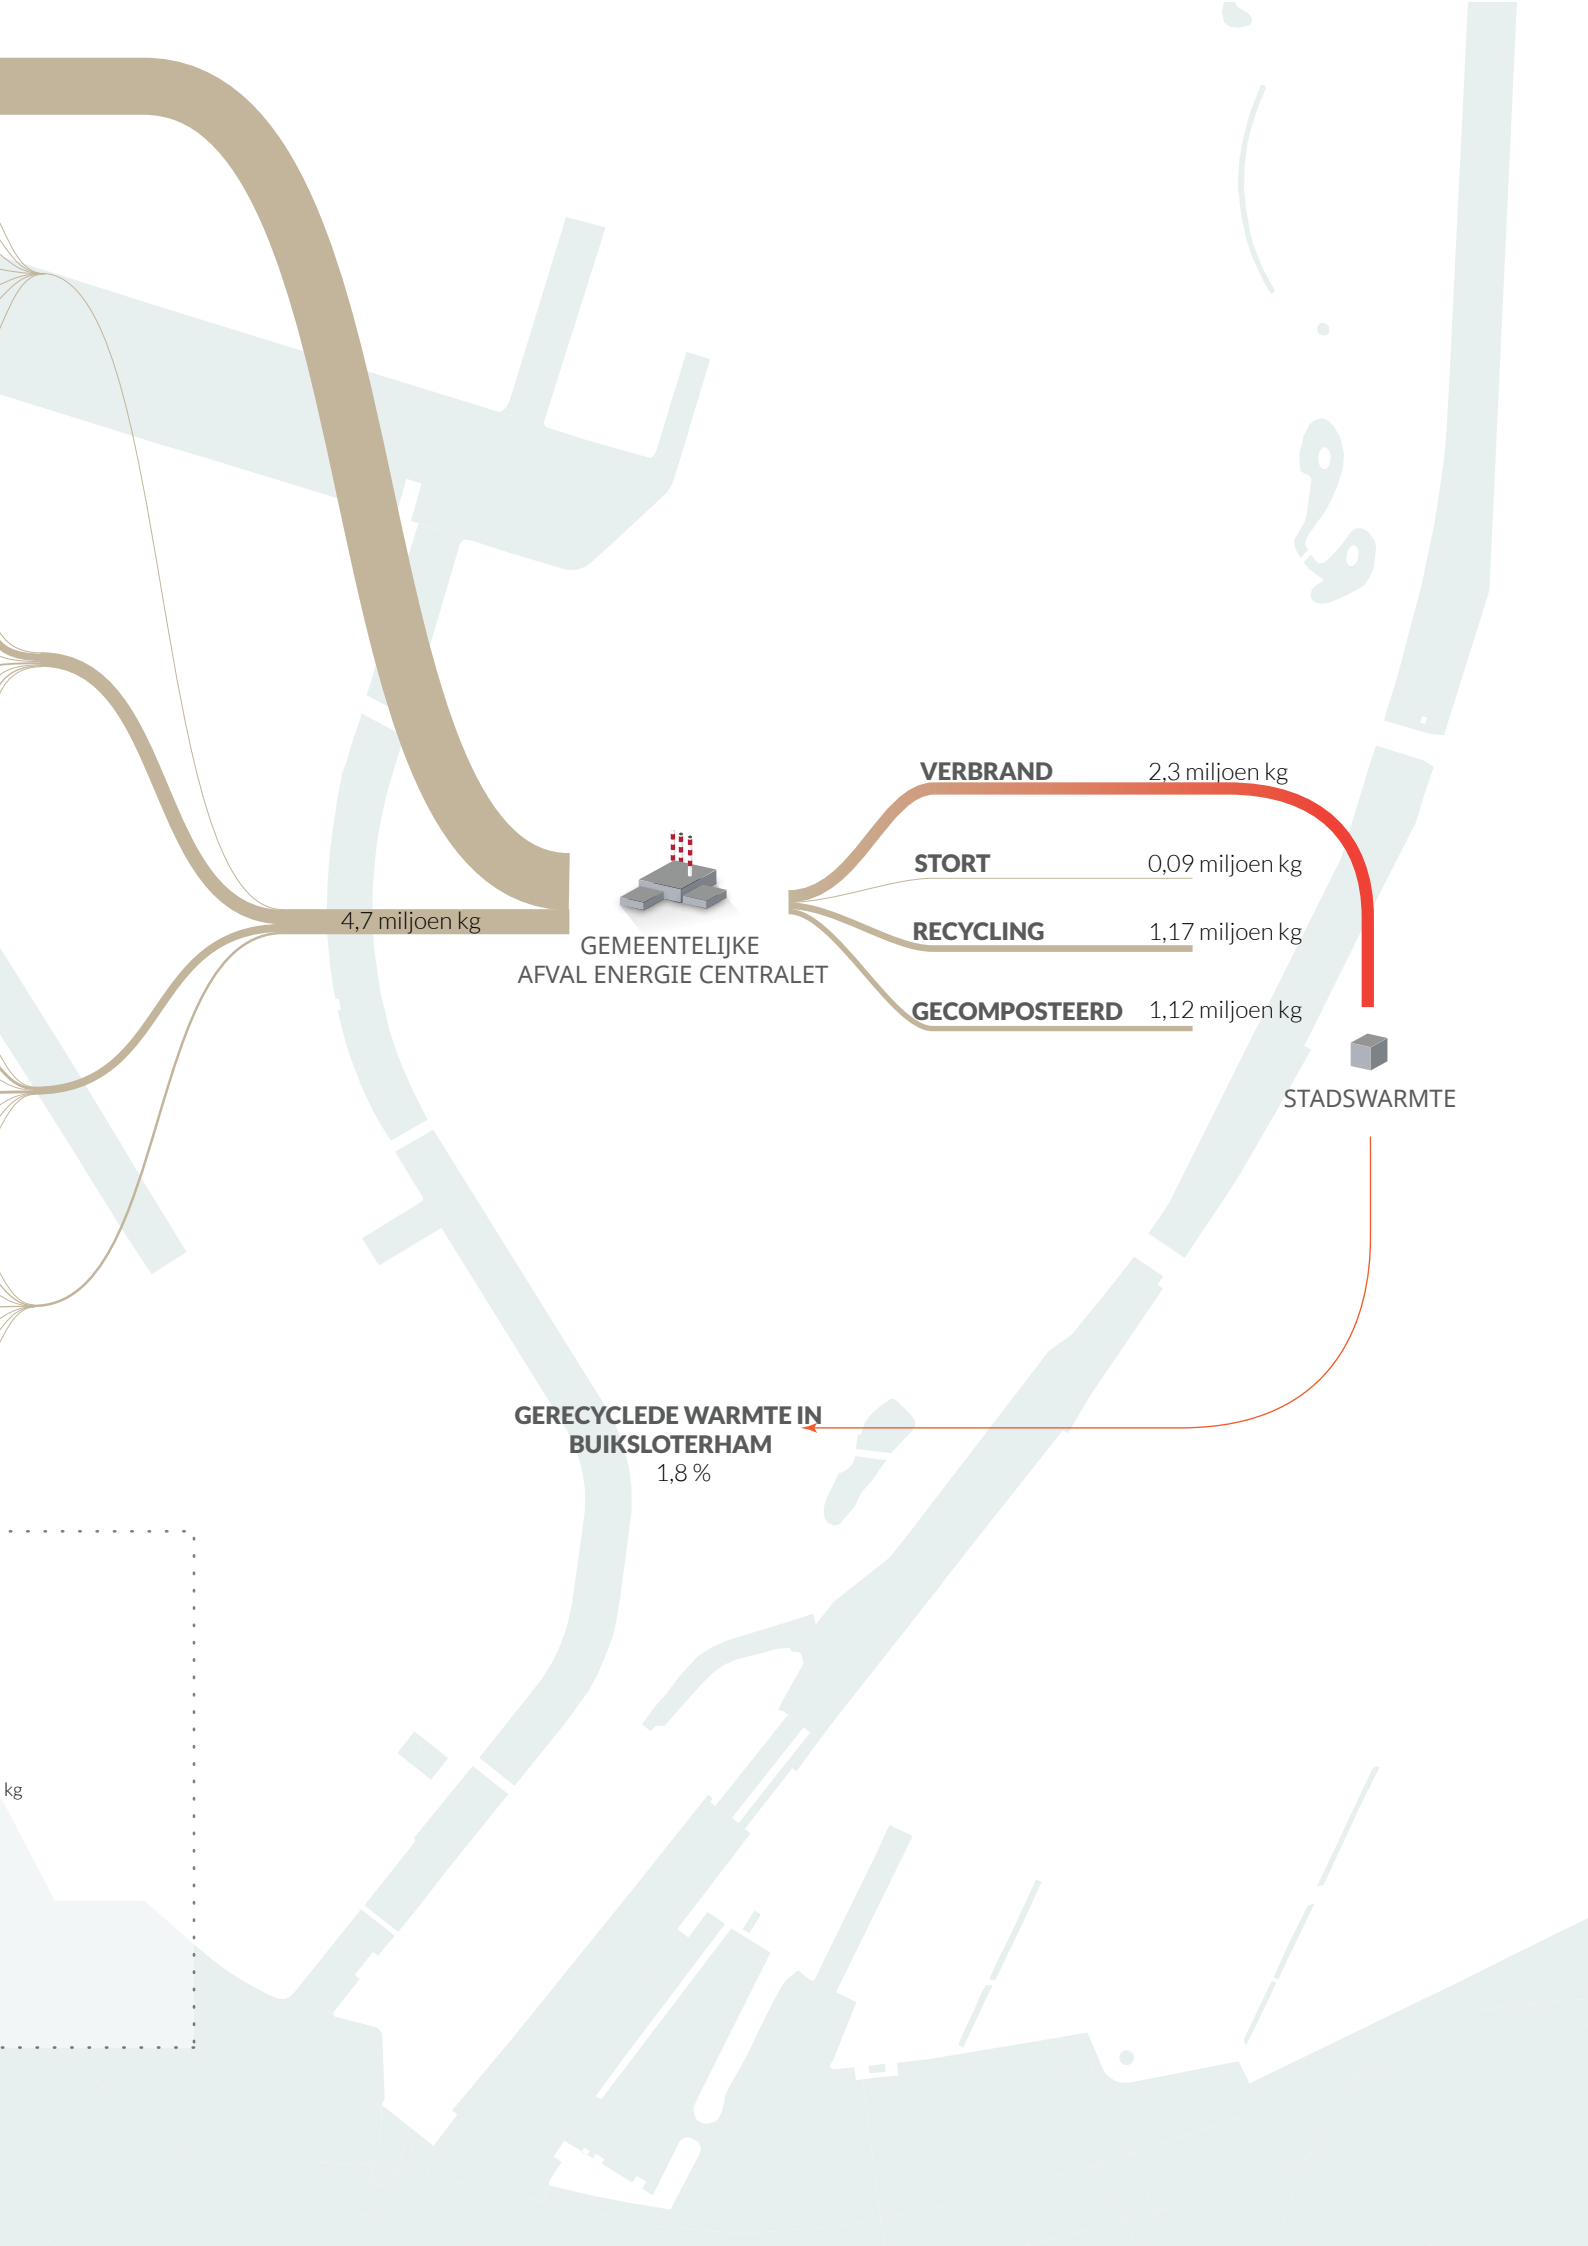 VERBRAND 2,3 miljoen kg
STORT 0,09 miljoen kg
4,7 miljoen kg
RECYCLING 1,17 miljoen kg
GEMEENTELIJKE
AFVAL ENERGIE CENTRALET
GECOMPOSTEERD 1,12 miljoen kg
STADSWARMTE
GERECYCLEDE WARMTE IN
BUIKSLOTERHAM
1,8 %
kg